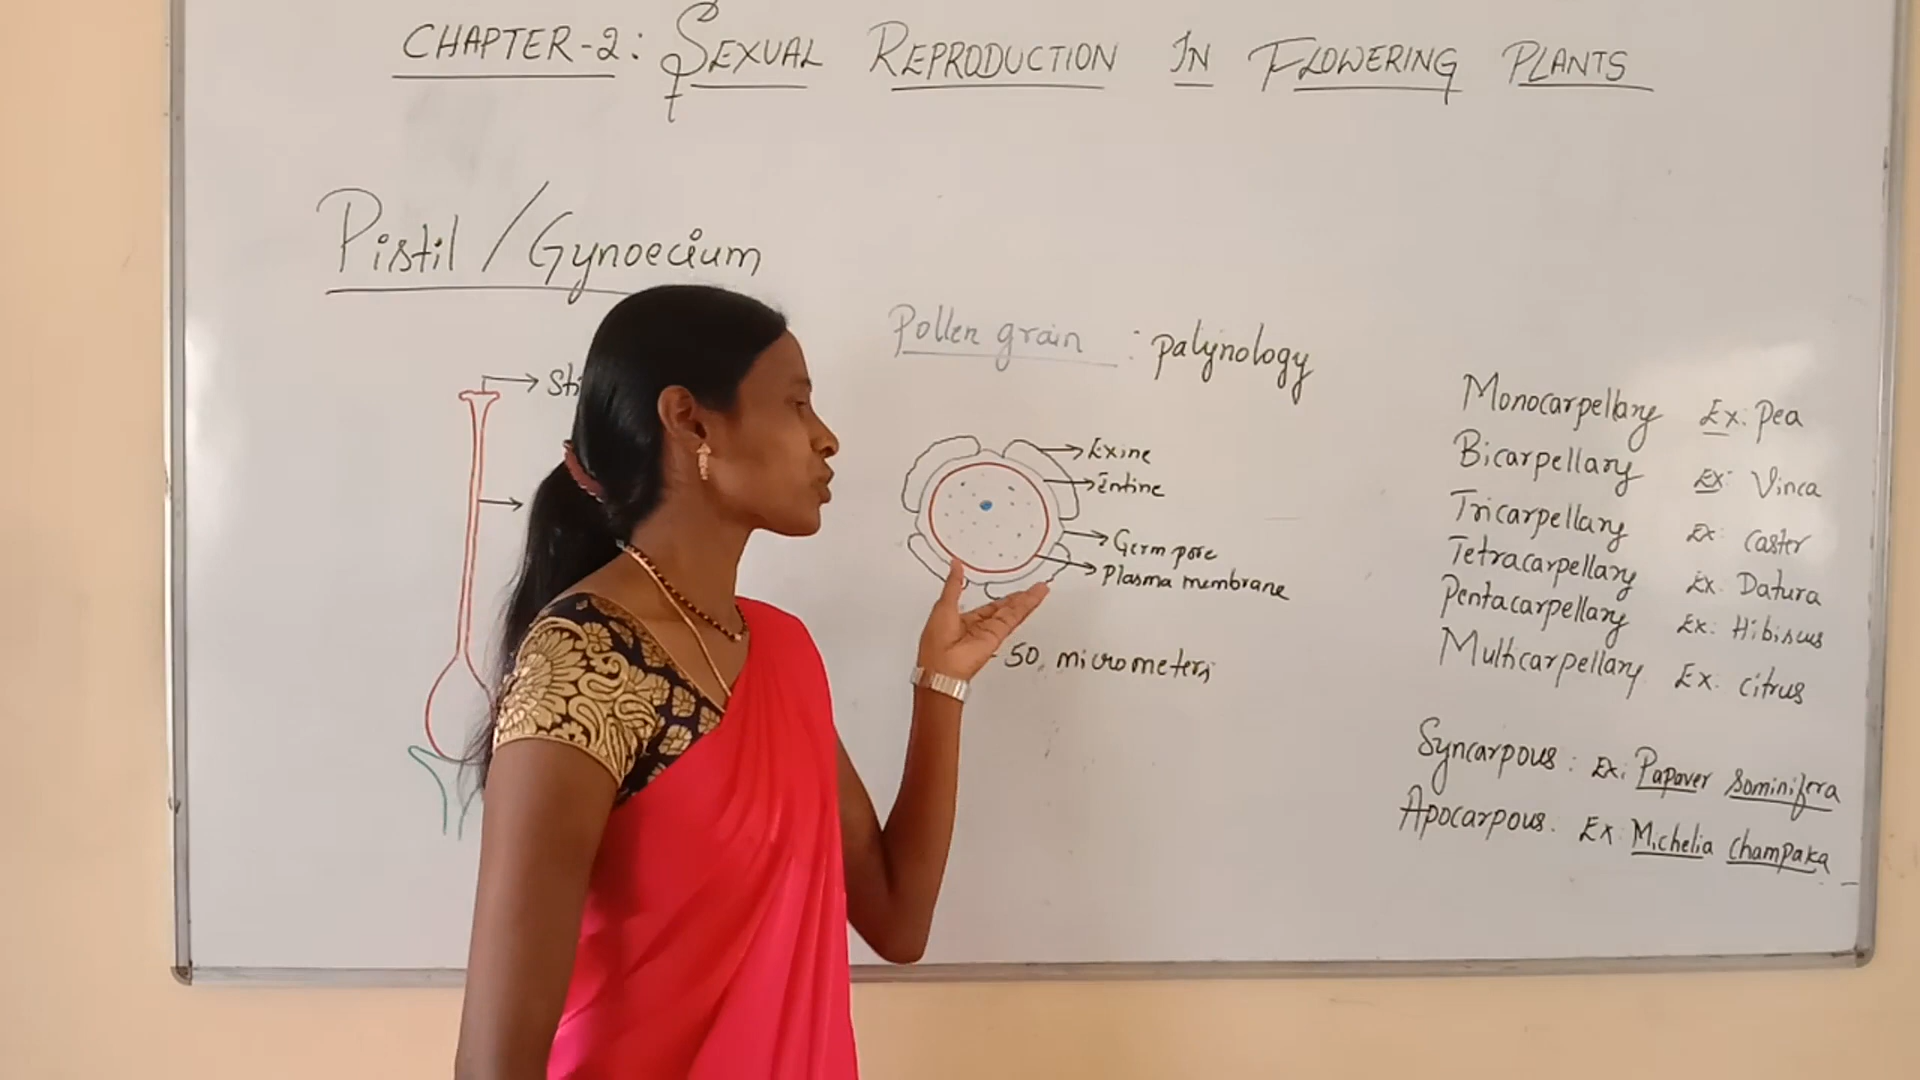 CHAPTER-2: SEXUAL REPRODUCTION IN FLOWERING PLANTS
Pistil / Gynoecium
Pollen grain : palynology
Exine
Intine
Germ pore
Plasma membrane
50 micrometers
Monocarpellary Ex: Pea
Bicarpellary Ex: Vinca
Tricarpellary Ex: Caster
Tetracarpellary Ex: Datura
Pentacarpellary Ex: Hibiscus
Multicarpellary Ex: citrus
Syncarpous : Ex: Papaver Sominifera
Apocarpous: Ex: Michelia Champaka